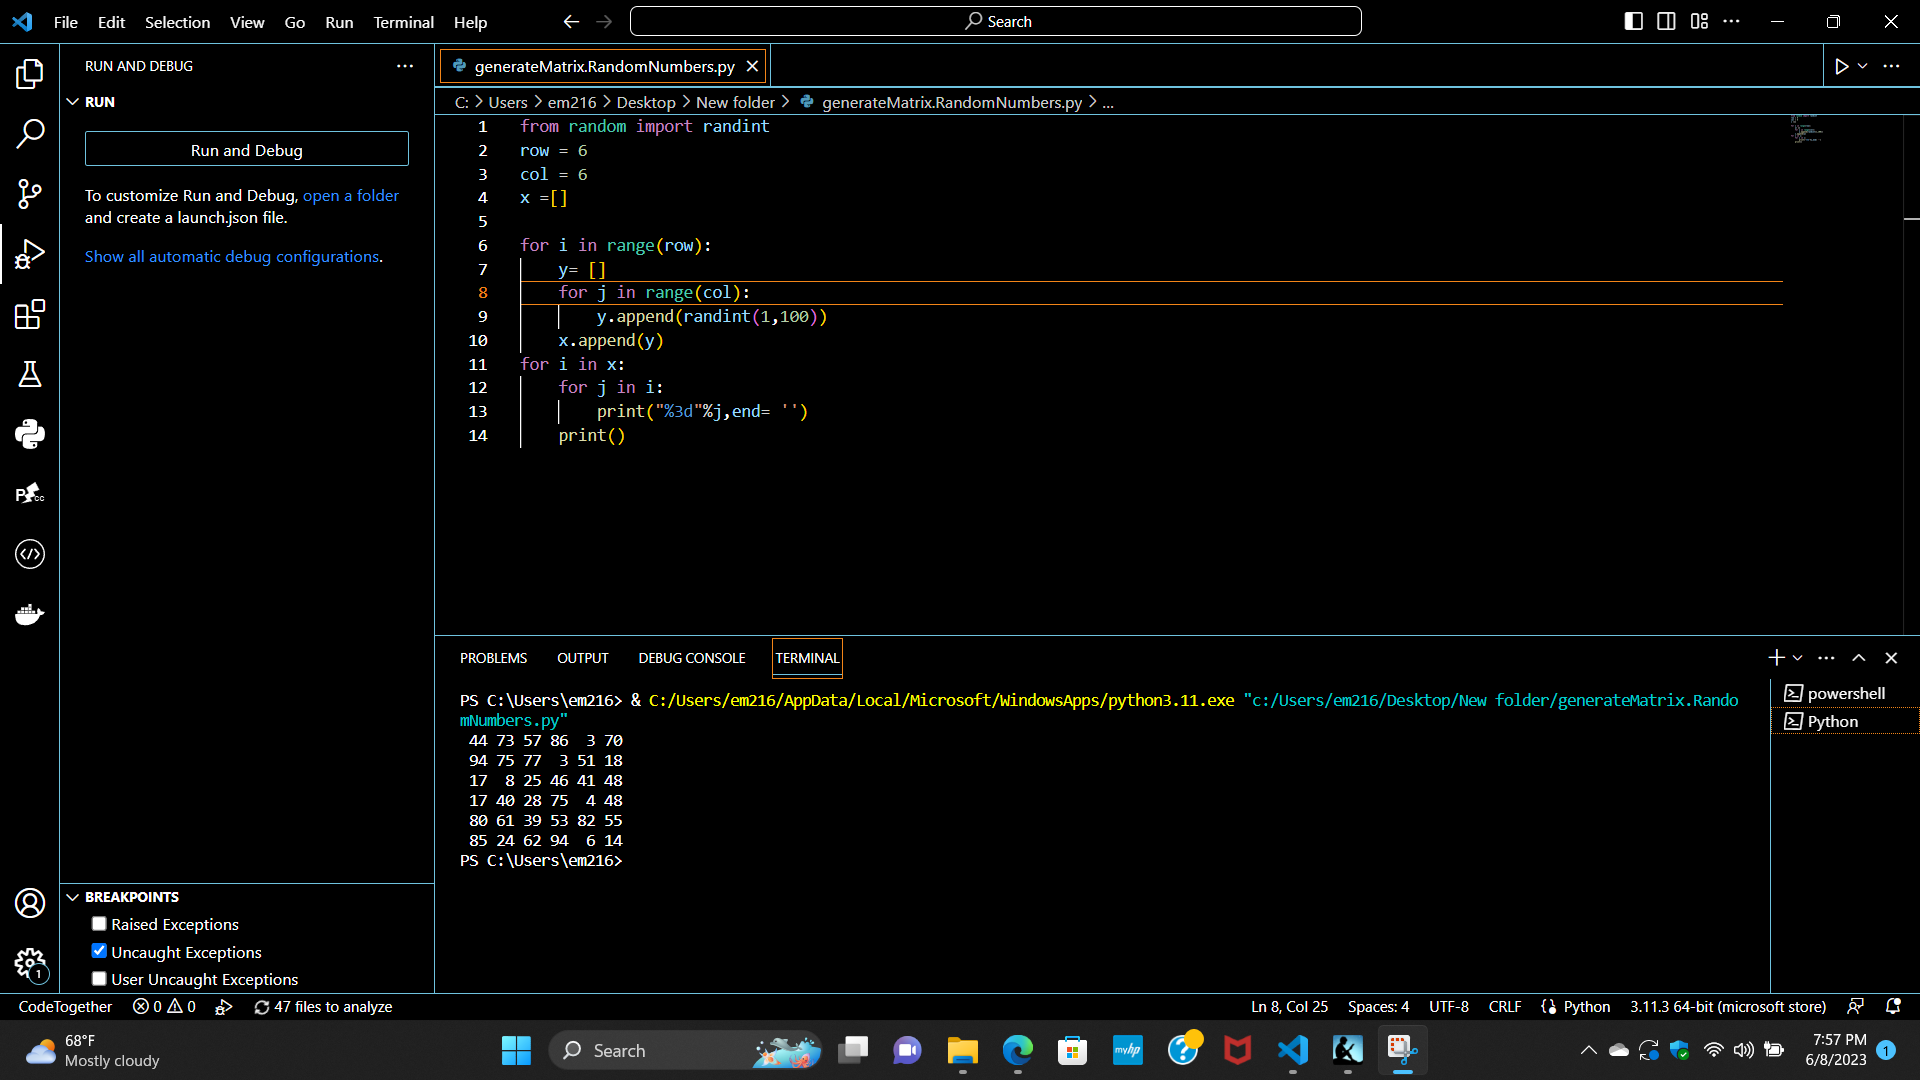 File Edit Selection View Go Run Terminal Help
Search
RUN AND DEBUG
RUN
Run and Debug
To customize Run and Debug, open a folder
and create a launch.json file.
Show all automatic debug configurations.
generateMatrix.RandomNumbers.py
C: > Users > em216 > Desktop > New folder > generateMatrix.RandomNumbers.py > ...
1 from random import randint
2 row = 6
3 col = 6
4 x =[]
5
6 for i in range(row):
7     y= []
8     for j in range(col):
9         y.append(randint(1,100))
10     x.append(y)
11 for i in x:
12     for j in i:
13         print("%3d"%j,end= '')
14     print()
PROBLEMS OUTPUT DEBUG CONSOLE TERMINAL
PS C:\Users\em216> & C:/Users/em216/AppData/Local/Microsoft/WindowsApps/python3.11.exe "c:/Users/em216/Desktop/New folder/generateMatrix.Rando
mNumbers.py"
 44 73 57 86  3 70
 94 75 77  3 51 18
 17  8 25 46 41 48
 17 40 28 75  4 48
 80 61 39 53 82 55
 85 24 62 94  6 14
PS C:\Users\em216>
powershell
Python
BREAKPOINTS
Raised Exceptions
Uncaught Exceptions
User Uncaught Exceptions
1
CodeTogether 0 0 47 files to analyze Ln 8, Col 25 Spaces: 4 UTF-8 CRLF Python 3.11.3 64-bit (microsoft store)
68°F
Mostly cloudy
Search
myhp
7:57 PM
6/8/2023
1